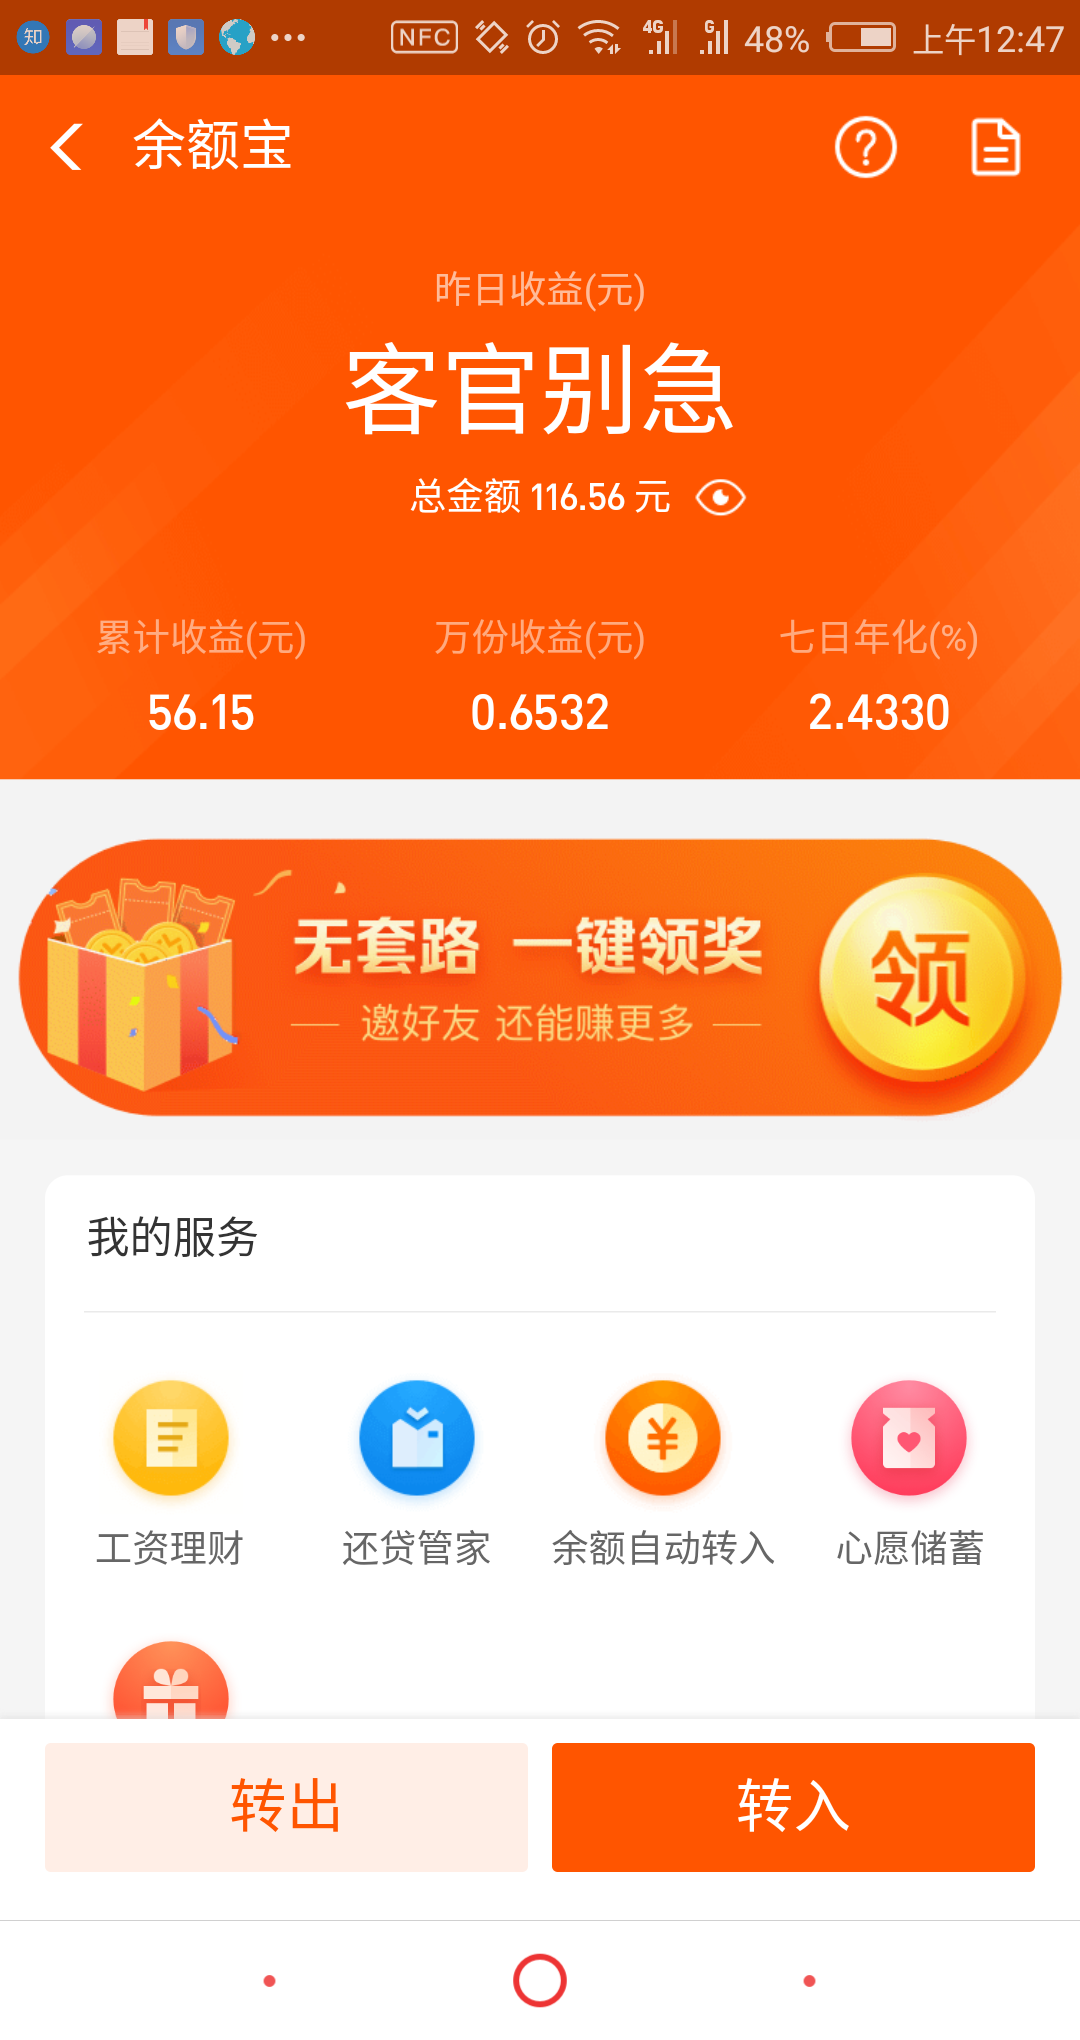 知 NFC 4G G 48% 上午12:47
余额宝
昨日收益(元)
客官别急
总金额 116.56 元
累计收益(元) 万份收益(元) 七日年化(%)
56.15 0.6532 2.4330
无套路 一键领奖
邀好友 还能赚更多
领
我的服务
工资理财 还贷管家 余额自动转入 心愿储蓄
转出 转入